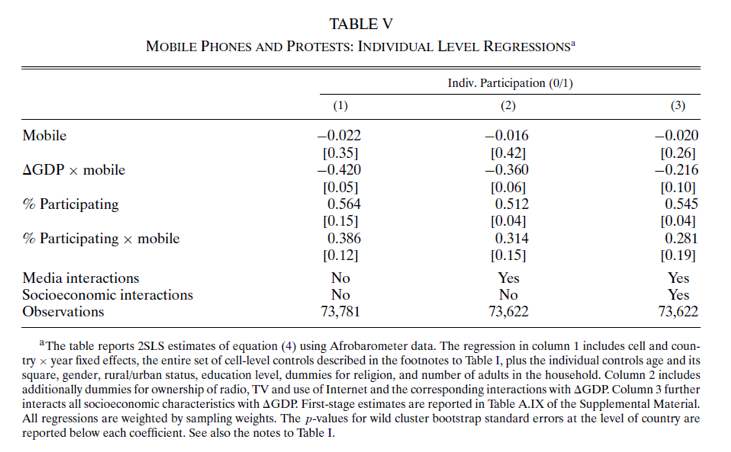 TABLE V
MOBILE PHONES AND PROTESTS: INDIVIDUAL LEVEL REGRESSIONSa
Indiv. Participation (0/1)
(1) (2) (3)
Mobile −0.022 −0.016 −0.020
[0.35] [0.42] [0.26]
ΔGDP × mobile −0.420 −0.360 −0.216
[0.05] [0.06] [0.10]
% Participating 0.564 0.512 0.545
[0.15] [0.04] [0.04]
% Participating × mobile 0.386 0.314 0.281
[0.12] [0.15] [0.19]
Media interactions No Yes Yes
Socioeconomic interactions No No Yes
Observations 73,781 73,622 73,622
aThe table reports 2SLS estimates of equation (4) using Afrobarometer data. The regression in column 1 includes cell and coun-
try × year fixed effects, the entire set of cell-level controls described in the footnotes to Table I, plus the individual controls age and its
square, gender, rural/urban status, education level, dummies for religion, and number of adults in the household. Column 2 includes
additionally dummies for ownership of radio, TV and use of Internet and the corresponding interactions with ΔGDP. Column 3 further
interacts all socioeconomic characteristics with ΔGDP. First-stage estimates are reported in Table A.IX of the Supplemental Material.
All regressions are weighted by sampling weights. The p-values for wild cluster bootstrap standard errors at the level of country are
reported below each coefficient. See also the notes to Table I.